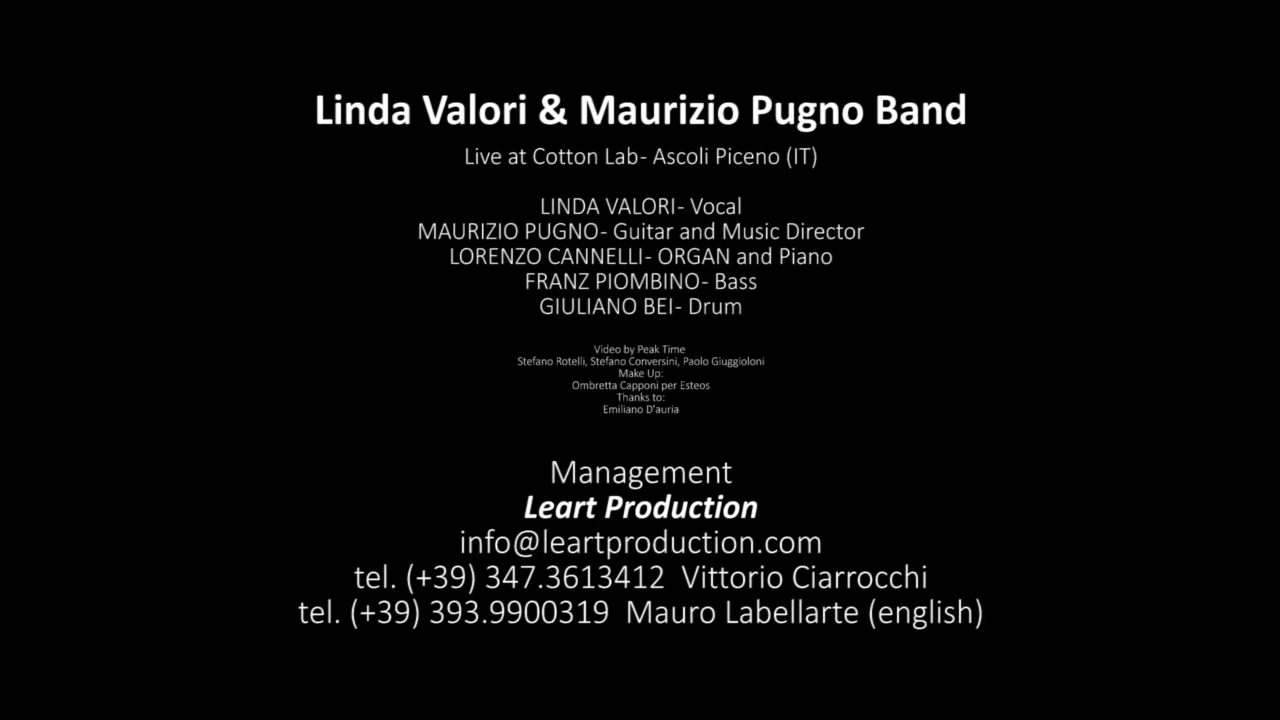 Linda Valori & Maurizio Pugno Band
Live at Cotton Lab - Ascoli Piceno (IT)
LINDA VALORI - Vocal
MAURIZIO PUGNO - Guitar and Music Director
LORENZO CANNELLI - ORGAN and Piano
FRANZ PIOMBINO - Bass
GIULIANO BEI - Drum
Video by Peak Time
Stefano Rotelli, Stefano Conversini, Paolo Giuggioloni
Make Up:
Ombretta Capponi per Esteos
Thanks to:
Emiliano D'auria
Management
Leart Production
info@leartproduction.com
tel. (+39) 347.3613412 Vittorio Ciarrocchi
tel. (+39) 393.9900319 Mauro Labellarte (english)